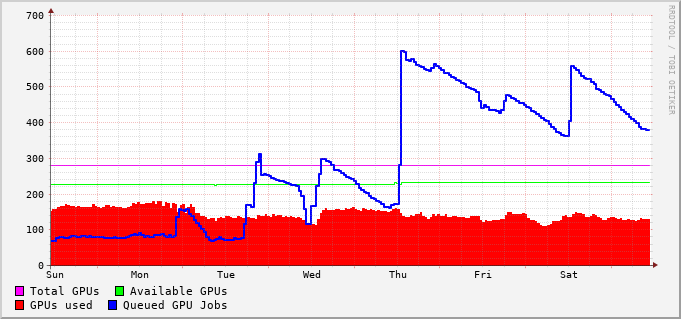 700
600
500
400
300
200
100
0
Sun Mon Tue Wed Thu Fri Sat
Total GPUs Available GPUs
GPUs used Queued GPU Jobs
RRDTOOL / TOBI OETIKER